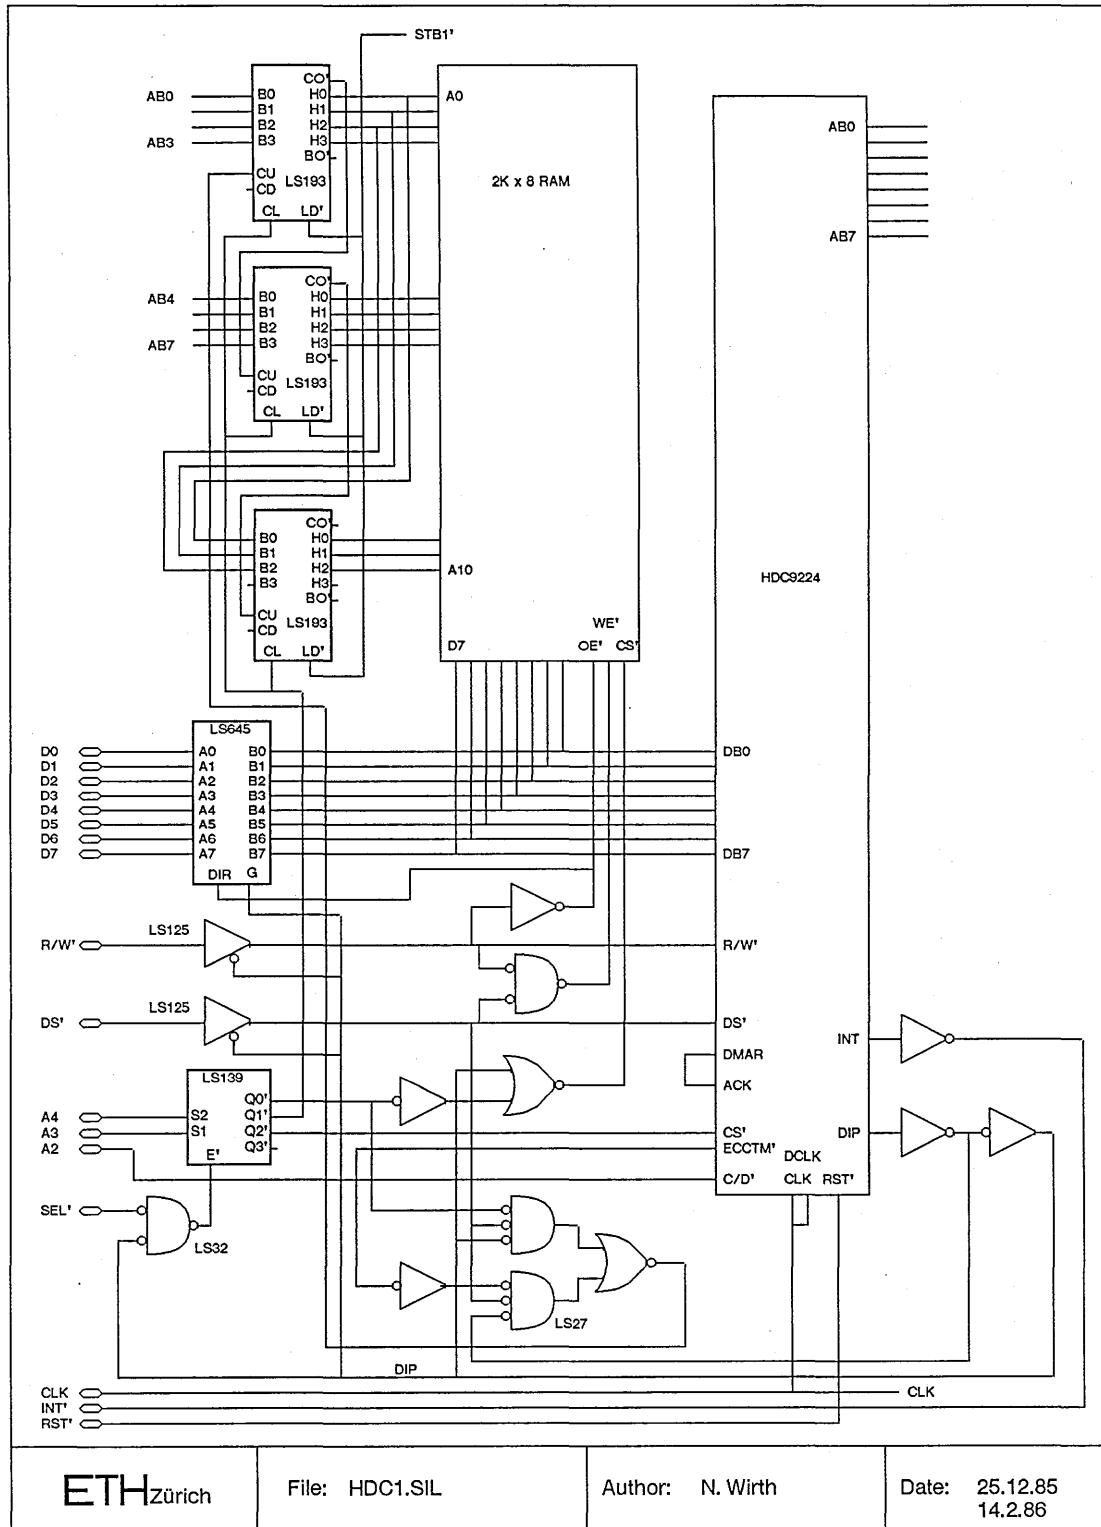 STB1'
CO'
AB0 B0 H0 A0
B1 H1
B2 H2
AB3 B3 H3
BO'
CU LS193
CD
CL LD'
2K x 8 RAM
AB0
AB7
CO'
AB4 B0 H0
B1 H1
B2 H2
AB7 B3 H3
BO'
CU
CD LS193
CL LD'
CO'
B0 H0
B1 H1
B2 H2 A10
B3 H3
BO'
CU LS193
CD
CL LD'
HDC9224
WE'
D7 OE' CS'
LS645
D0 A0 B0 DB0
D1 A1 B1
D2 A2 B2
D3 A3 B3
D4 A4 B4
D5 A5 B5
D6 A6 B6
D7 A7 B7 DB7
DIR G
R/W' LS125 R/W'
DS' LS125 DS'
INT
DMAR
ACK
LS139
Q0'
A4 S2 Q1'
A3 S1 Q2' CS' DIP
A2 Q3' ECCTM' DCLK
E' C/D' CLK RST'
SEL'
LS32
LS27
DIP
CLK CLK
INT'
RST'
ETH Zürich
File: HDC1.SIL
Author: N. Wirth
Date: 25.12.85
14.2.86